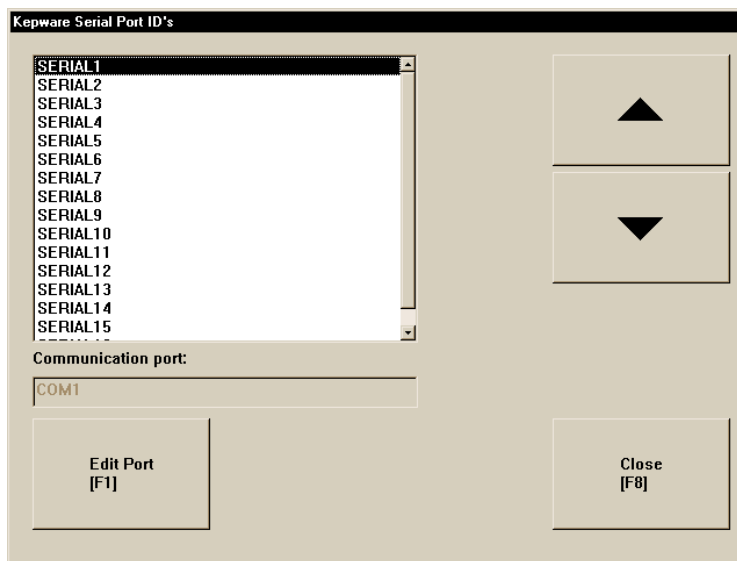 Kepware Serial Port ID's
SERIAL1
SERIAL2
SERIAL3
SERIAL4
SERIAL5
SERIAL6
SERIAL7
SERIAL8
SERIAL9
SERIAL10
SERIAL11
SERIAL12
SERIAL13
SERIAL14
SERIAL15
Communication port:
COM1
Edit Port
[F1]
Close
[F8]